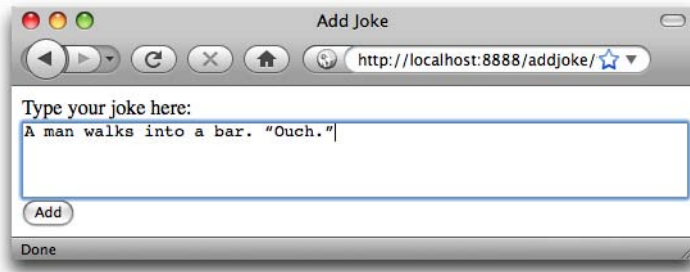 Add Joke
http://localhost:8888/addjoke/
Type your joke here:
A man walks into a bar. “Ouch.”
Add
Done